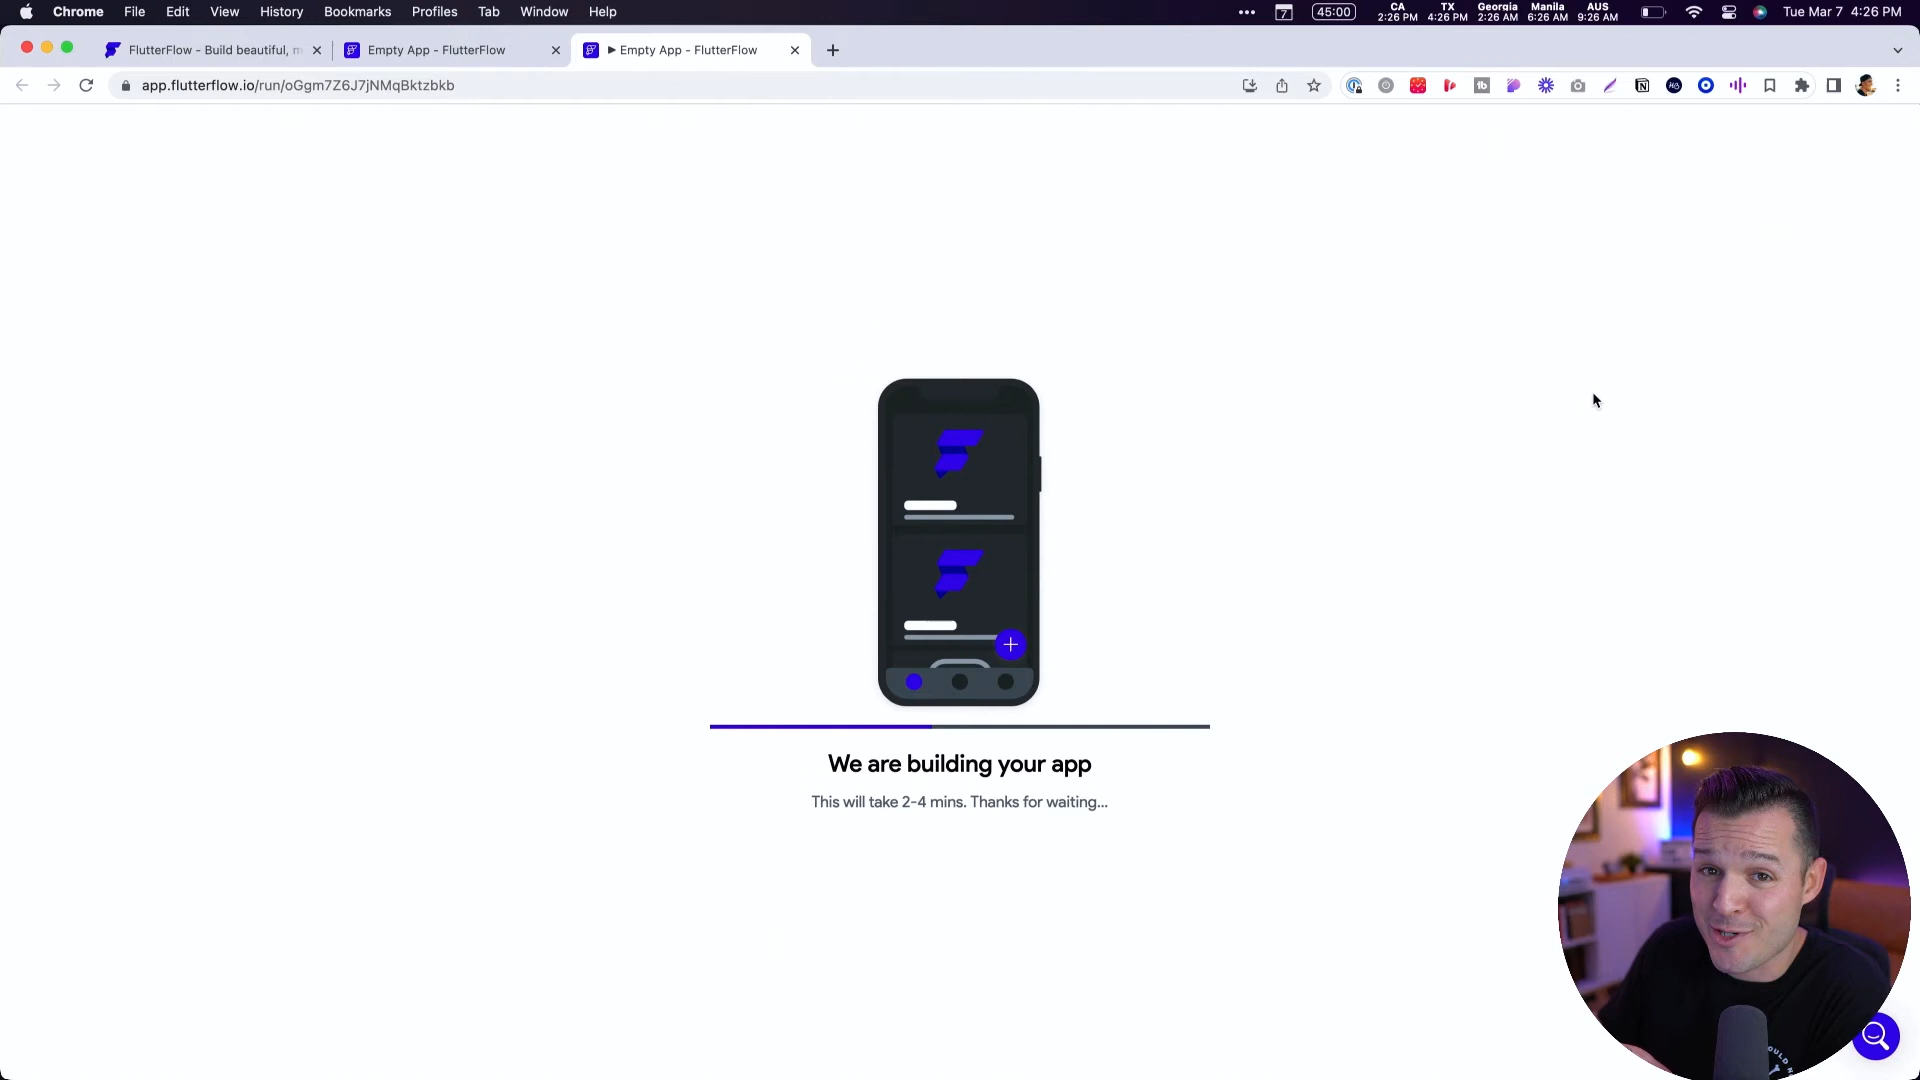 Chrome File Edit View History Bookmarks Profiles Tab Window Help
7 45:00
CA TX Georgia Manila AUS
2:26 PM 4:26 PM 2:26 AM 6:26 AM 9:26 AM
Tue Mar 7 4:26 PM
FlutterFlow - Build beautiful, m
Empty App - FlutterFlow
Empty App - FlutterFlow
app.flutterflow.io/run/oGgm7Z6J7jNMqBktzbkb
We are building your app
This will take 2-4 mins. Thanks for waiting...